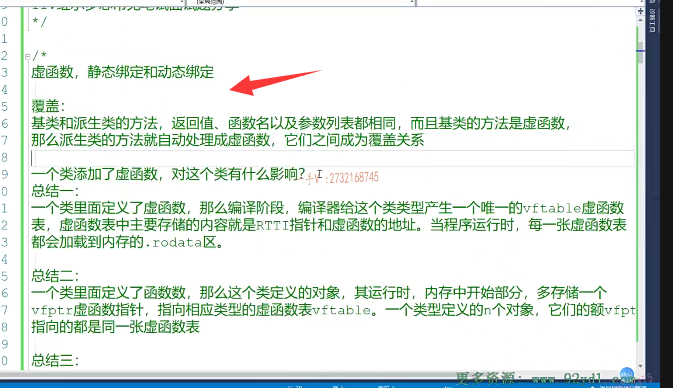 */
/*
虚函数，静态绑定和动态绑定
覆盖：
基类和派生类的方法，返回值、函数名以及参数列表都相同，而且基类的方法是虚函数，
那么派生类的方法就自动处理成虚函数，它们之间成为覆盖关系
一个类添加了虚函数，对这个类有什么影响？
:2732168745
总结一：
一个类里面定义了虚函数，那么编译阶段，编译器给这个类类型产生一个唯一的vftable虚函数
表，虚函数表中主要存储的内容就是RTTI指针和虚函数的地址。当程序运行时，每一张虚函数表
都会加载到内存的.rodata区。
总结二：
一个类里面定义了函数数，那么这个类定义的对象，其运行时，内存中开始部分，多存储一个
vfptr虚函数指针，指向相应类型的虚函数表vftable。一个类型定义的n个对象，它们的额vfpt
指向的都是同一张虚函数表
总结三：
更多资源：